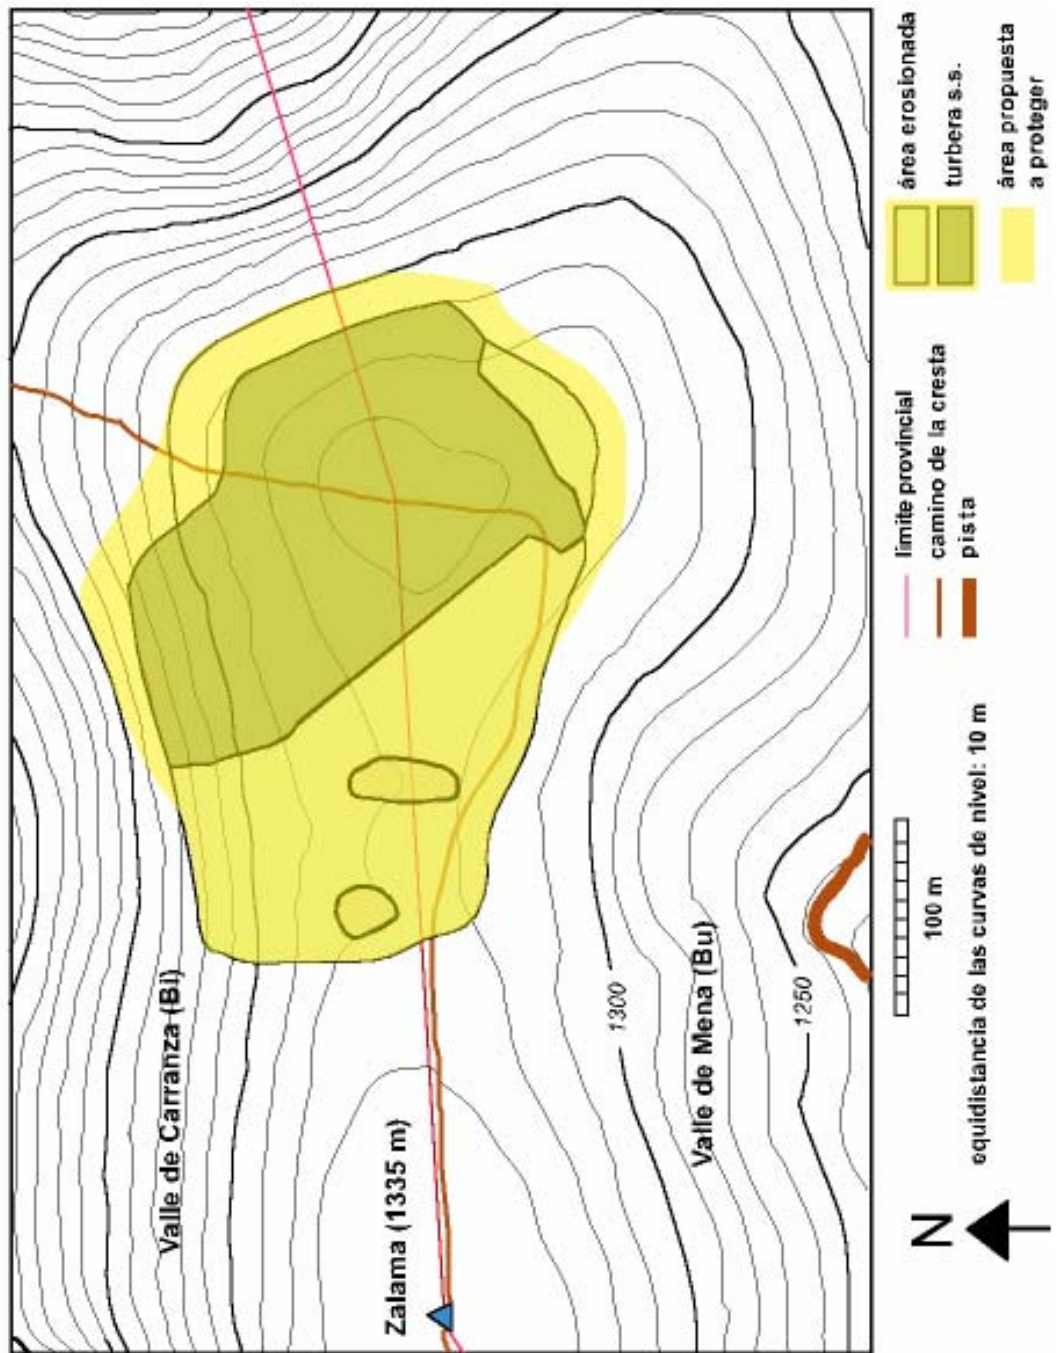 Valle de Carranza (Bi)
Zalama (1335 m)
1300
Valle de Mena (Bu)
1250
N
100 m
equidistancia de las curvas de nivel: 10 m
límite provincial
camino de la cresta
pista
área erosionada
turbera s.s.
área propuesta
a proteger